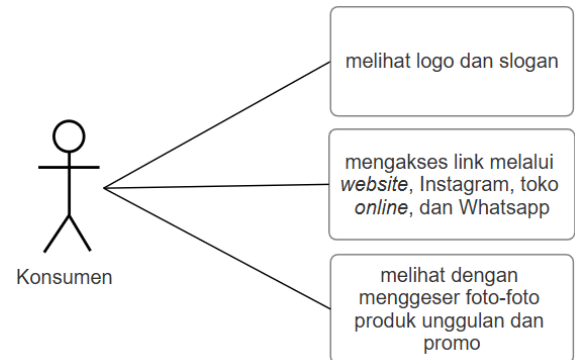 melihat logo dan slogan
mengakses link melalui
website, Instagram, toko
online, dan Whatsapp
Konsumen
melihat dengan
menggeser foto-foto
produk unggulan dan
promo